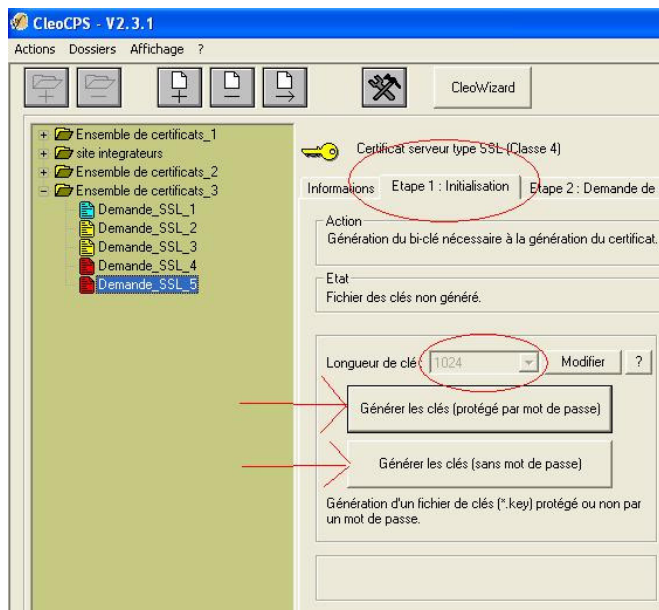 CleoCPS - V2.3.1
Actions Dossiers Affichage ?
CleoWizard
Ensemble de certificats_1
site integrateurs
Ensemble de certificats_2
Ensemble de certificats_3
Demande_SSL_1
Demande_SSL_2
Demande_SSL_3
Demande_SSL_4
Demande_SSL_5
Certificat serveur type SSL (Classe 4)
Informations Etape 1 : Initialisation Etape 2 : Demande de
Action
Génération du bi-clé nécessaire à la génération du certificat.
Etat
Fichier des clés non généré.
Longueur de clé : 1024 Modifier ?
Générer les clés (protégé par mot de passe)
Générer les clés (sans mot de passe)
Génération d'un fichier de clés (*.key) protégé ou non par
un mot de passe.